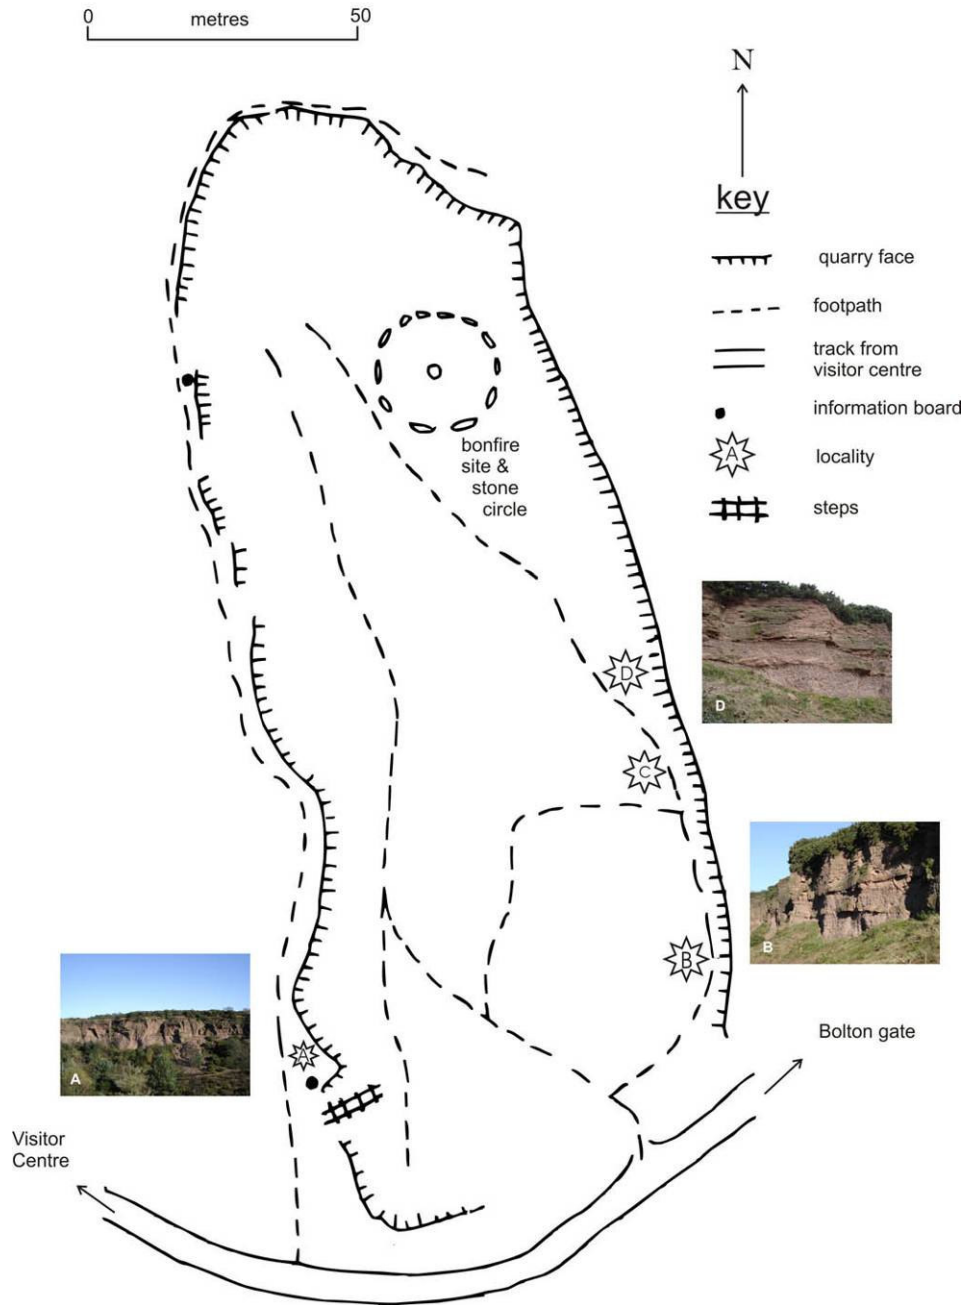 0 metres 50
N
key
quarry face
footpath
track from
visitor centre
information board
A locality
steps
bonfire
site &
stone
circle
D
D
C
B
B
A
A
Bolton gate
Visitor
Centre